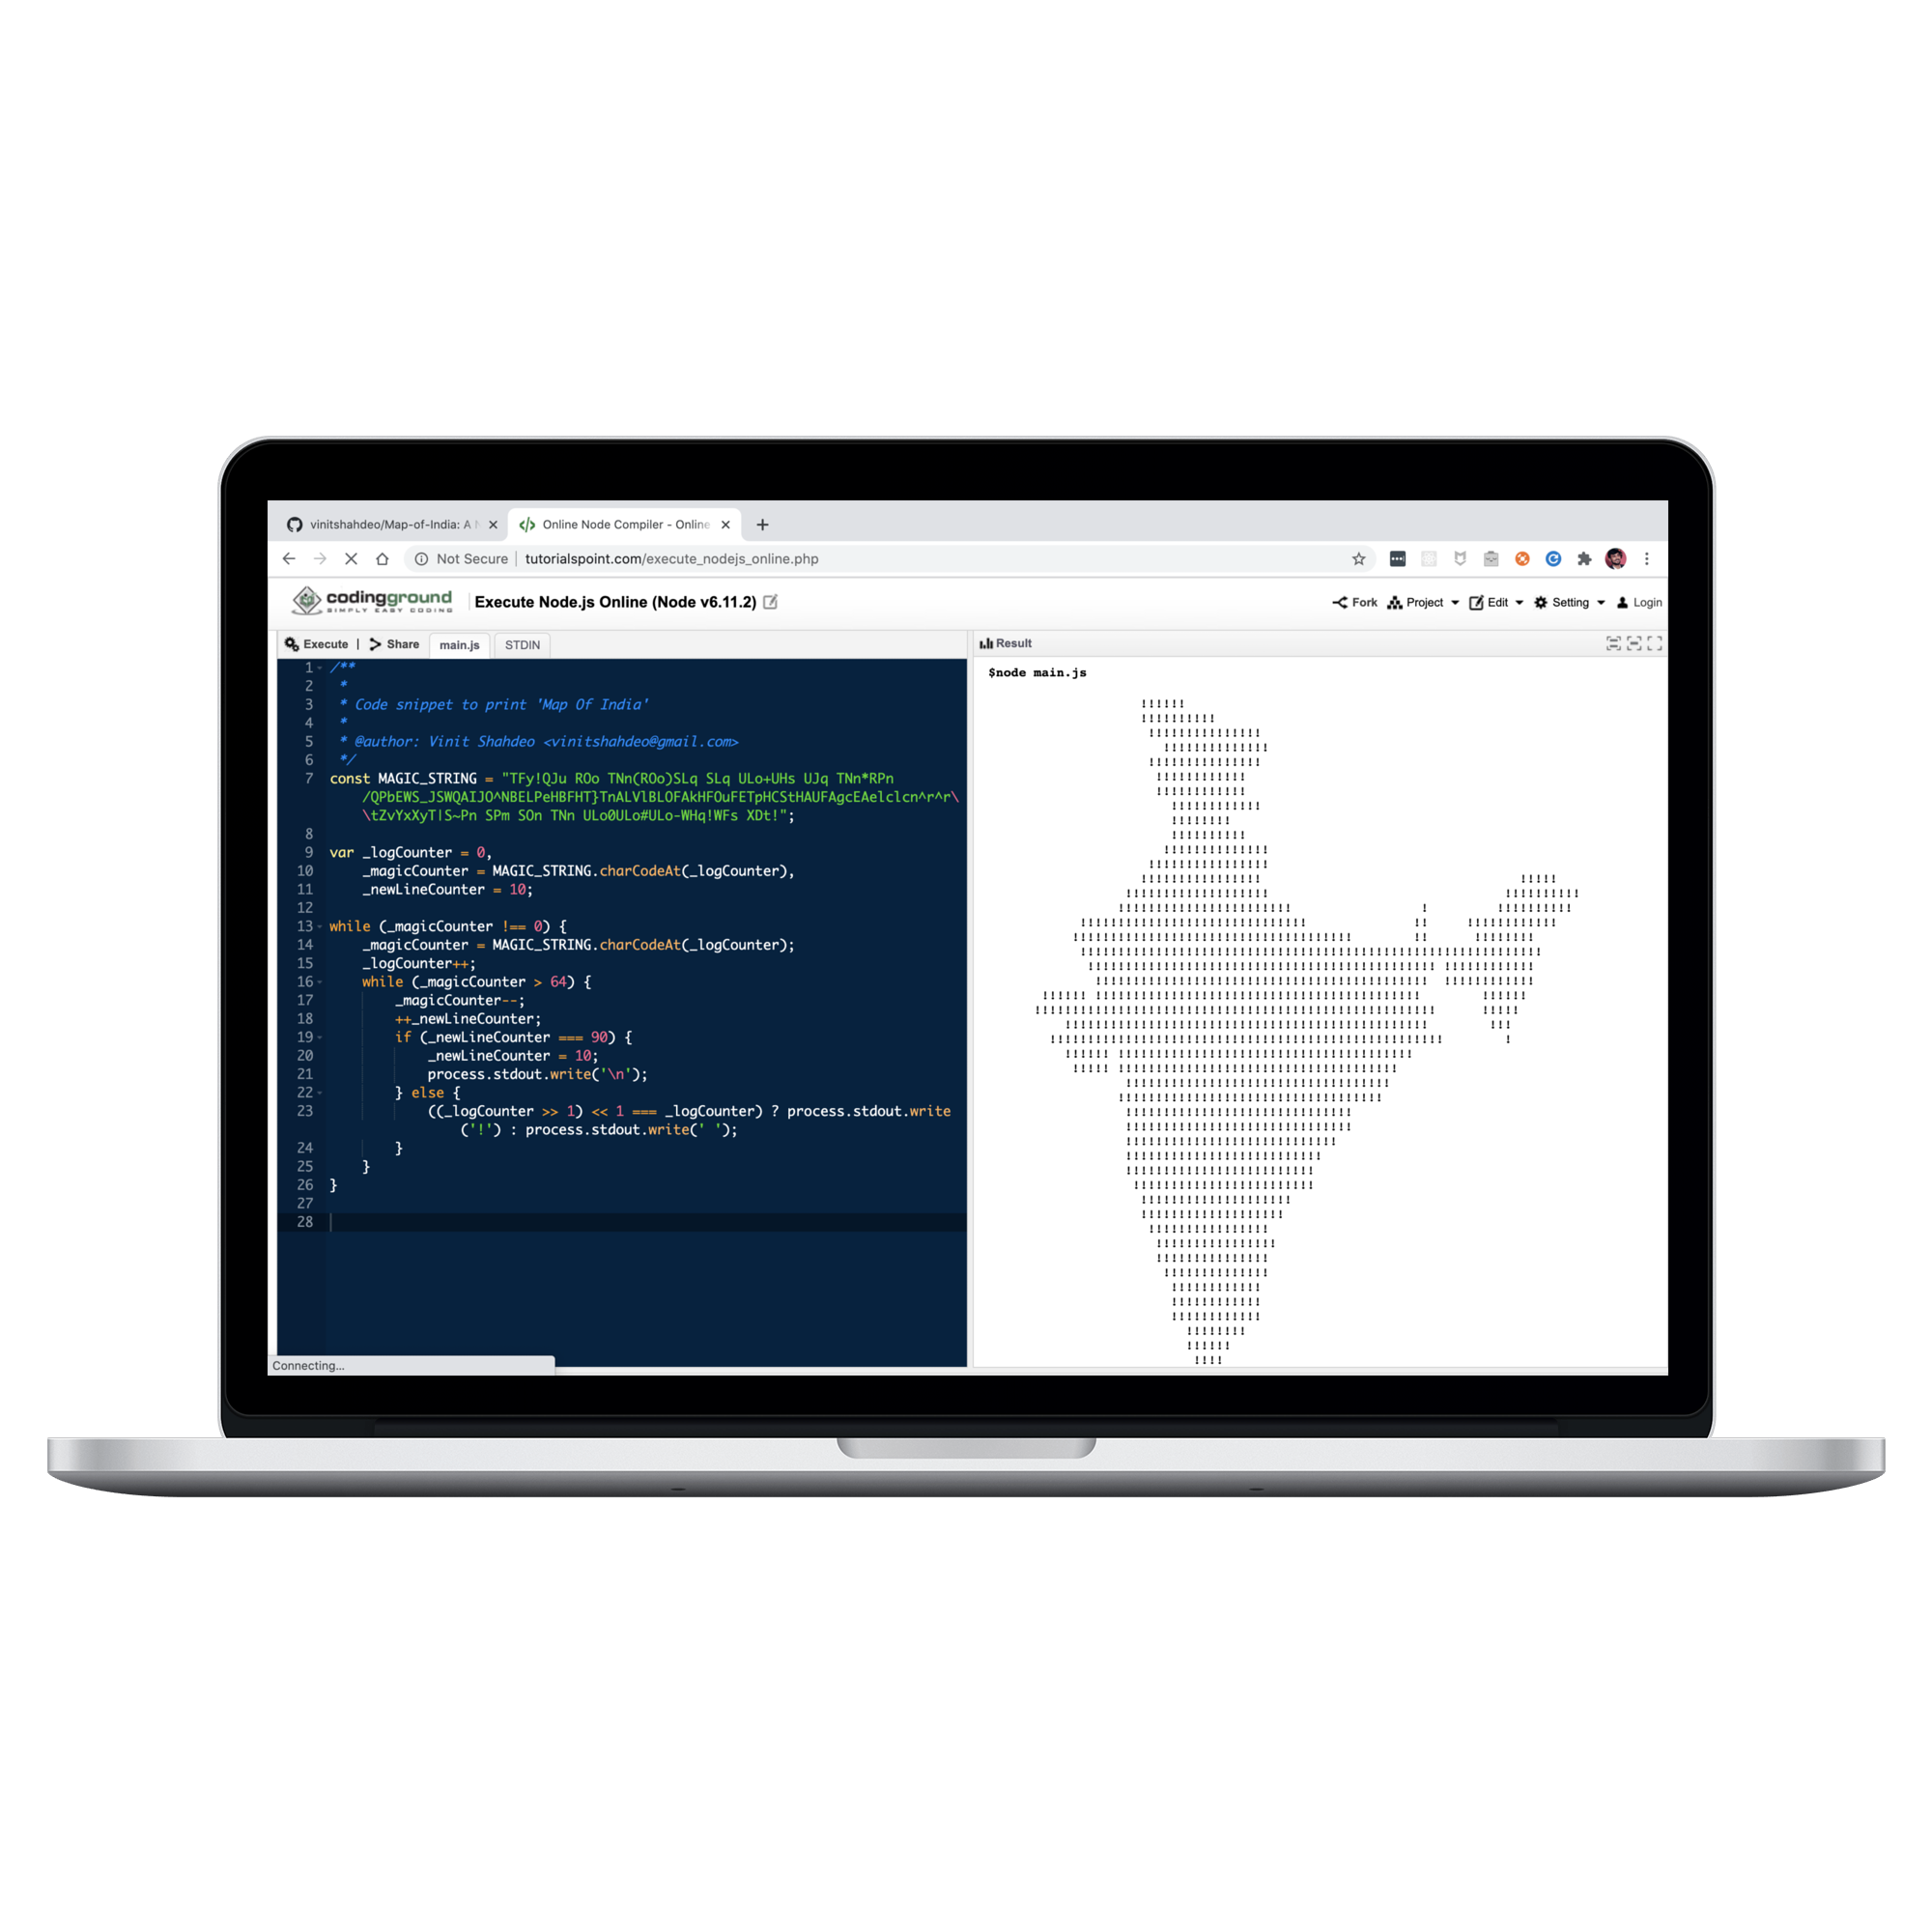 vinitshahdeo/Map-of-India: A N
Online Node Compiler - Online
Not Secure | tutorialspoint.com/execute_nodejs_online.php
codingground
SIMPLY EASY CODING
Execute Node.js Online (Node v6.11.2)
Fork Project Edit Setting Login
Execute | Share main.js STDIN
1 /**
2 *
3 * Code snippet to print 'Map Of India'
4 *
5 * @author: Vinit Shahdeo <vinitshahdeo@gmail.com>
6 */
7 const MAGIC_STRING = "TFy!QJu ROo TNn(ROo)SLq SLq ULo+UHs UJq TNn*RPn
/QPbEWS_JSWQAIJO^NBELPeHBFHT}TnALVlBLOFAkHFOuFETpHCStHAUFAgcEAelclcn^r^r\
\tZvYxXyT|S~Pn SPm SOn TNn ULo0ULo#ULo-WHq!WFs XDt!";
8
9 var _logCounter = 0,
10 _magicCounter = MAGIC_STRING.charCodeAt(_logCounter),
11 _newLineCounter = 10;
12
13 while (_magicCounter !== 0) {
14 _magicCounter = MAGIC_STRING.charCodeAt(_logCounter);
15 _logCounter++;
16 while (_magicCounter > 64) {
17 _magicCounter--;
18 ++_newLineCounter;
19 if (_newLineCounter === 90) {
20 _newLineCounter = 10;
21 process.stdout.write('\n');
22 } else {
23 ((_logCounter >> 1) << 1 === _logCounter) ? process.stdout.write
('!') : process.stdout.write(' ');
24 }
25 }
26 }
27
28
Connecting...
Result
$node main.js